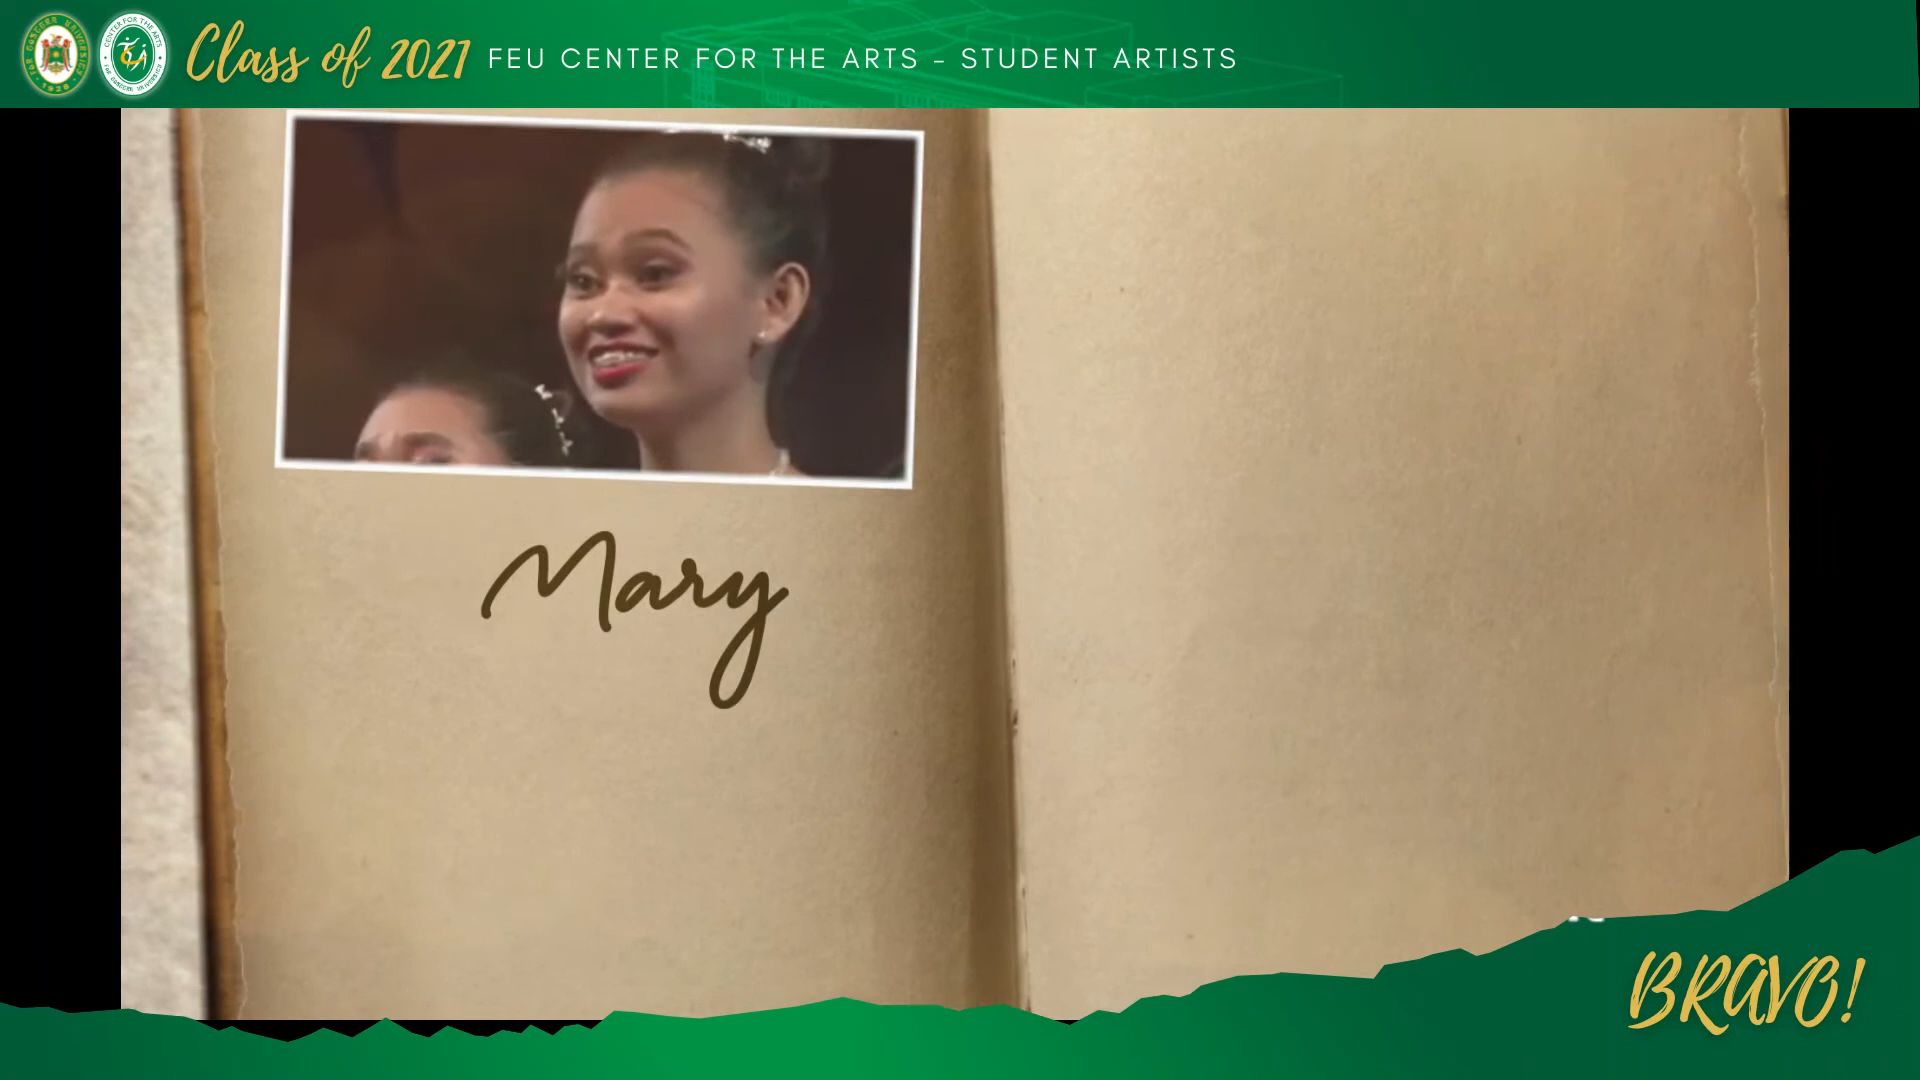 Class of 2021 FEU CENTER FOR THE ARTS – STUDENT ARTISTS
Mary
BRAVO!